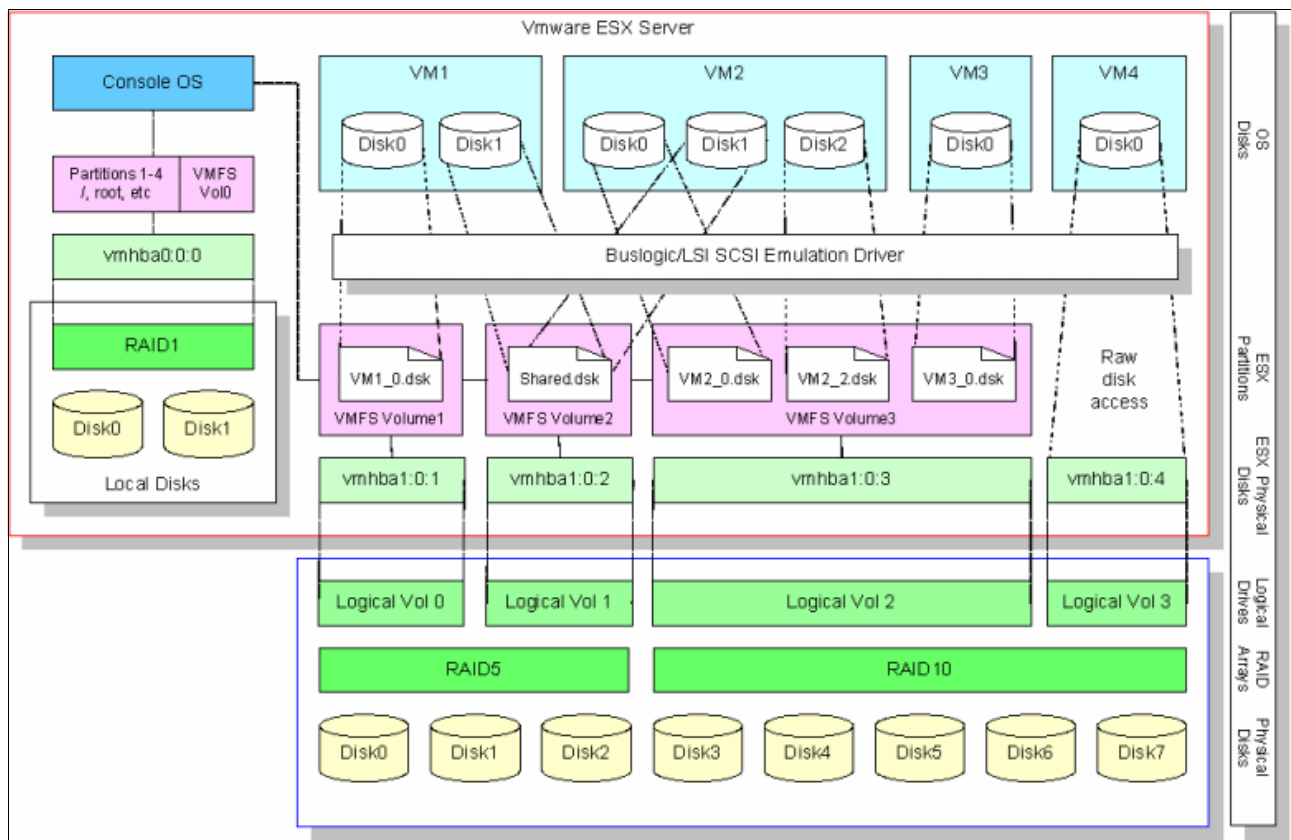 Vmware ESX Server
Console OS
VM1
VM2
VM3
VM4
Disk0
Disk1
Disk0
Disk1
Disk2
Disk0
Disk0
Partitions 1-4
/, root, etc
VMFS
Vol0
vmhba0:0:0
Buslogic/LSI SCSI Emulation Driver
RAID1
Disk0
Disk1
Local Disks
VM1_0.dsk
Shared.dsk
VM2_0.dsk
VM2_2.dsk
VM3_0.dsk
Raw
disk
access
VMFS Volume1
VMFS Volume2
VMFS Volume3
vmhba1:0:1
vmhba1:0:2
vmhba1:0:3
vmhba1:0:4
Logical Vol 0
Logical Vol 1
Logical Vol 2
Logical Vol 3
RAID5
RAID10
Disk0
Disk1
Disk2
Disk3
Disk4
Disk5
Disk6
Disk7
OS
Disks
ESX
Partitions
ESX Physical
Disks
Logical
Drives
RAID
Arrays
Physical
Disks